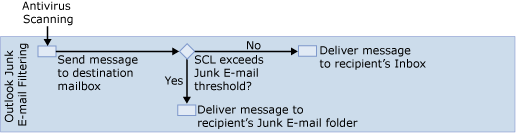 Antivirus
Scanning
Outlook Junk
E-mail Filtering
Send message
to destination
mailbox
SCL exceeds
Junk E-mail
threshold?
No
Deliver message
to recipient's Inbox
Yes
Deliver message to
recipient's Junk E-mail folder